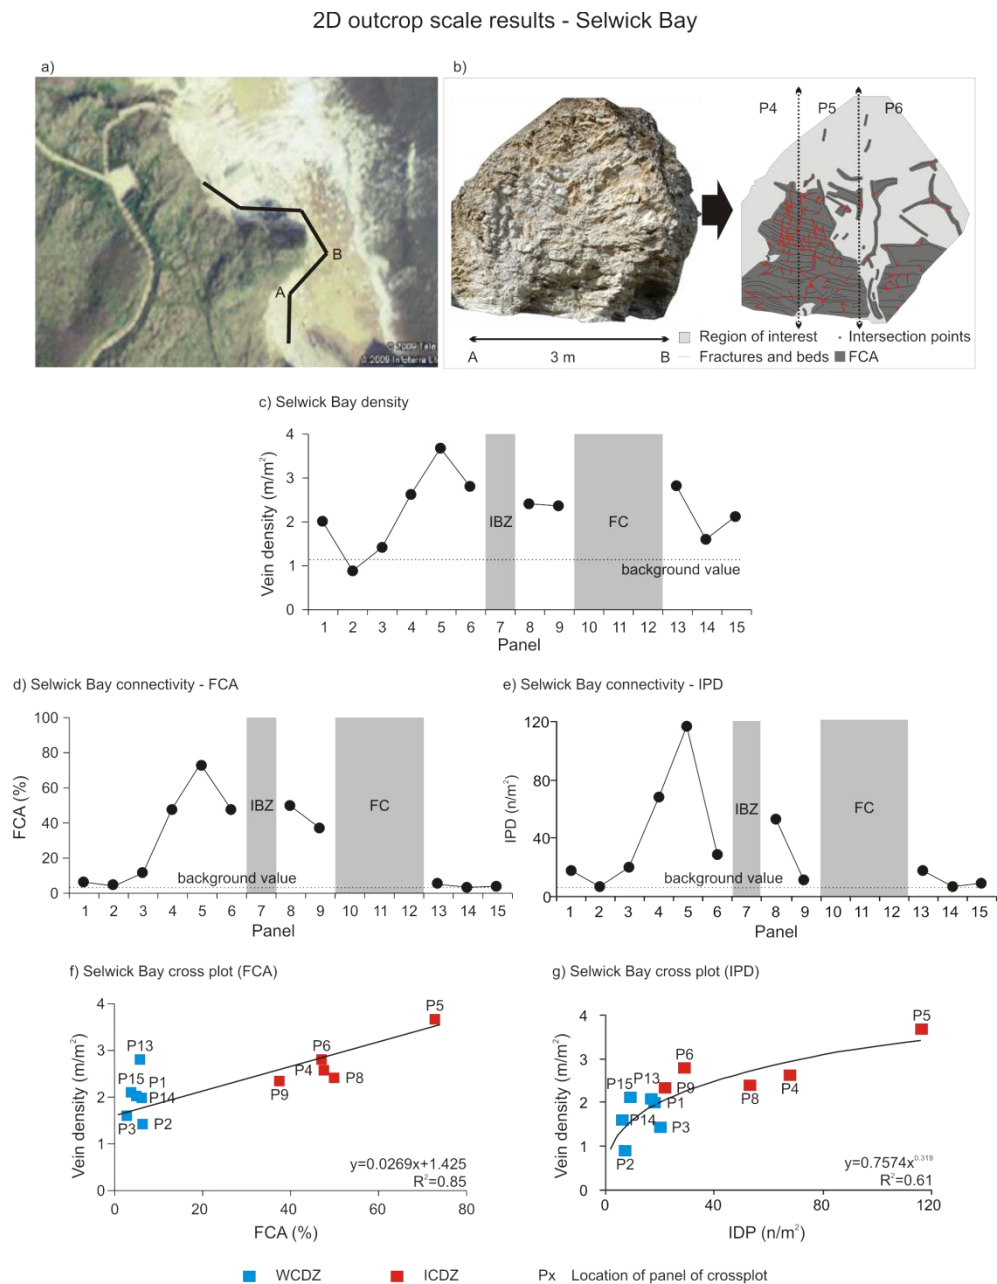 2D outcrop scale results - Selwick Bay
a)
B
A
© 2009 Tele
© 2009 Infoterra Lt
b)
P4 P5 P6
A 3 m B
Region of interest
Intersection points
Fractures and beds
FCA
c) Selwick Bay density
Vein density (m/m²)
4
3
2
1
0
IBZ
FC
background value
1 2 3 4 5 6 7 8 9 10 11 12 13 14 15
Panel
d) Selwick Bay connectivity - FCA
FCA (%)
100
80
60
40
20
0
IBZ
FC
background value
1 2 3 4 5 6 7 8 9 10 11 12 13 14 15
Panel
e) Selwick Bay connectivity - IPD
IPD (n/m²)
120
80
40
0
IBZ
FC
background value
1 2 3 4 5 6 7 8 9 10 11 12 13 14 15
Panel
f) Selwick Bay cross plot (FCA)
Vein density (m/m²)
4
3
2
1
0
P5
P13
P6
P15 P1
P4
P8
P14
P9
P3 P2
y=0.0269x+1.425
R²=0.85
0 20 40 60 80
FCA (%)
g) Selwick Bay cross plot (IPD)
Vein density (m/m²)
4
3
2
1
0
P5
P6
P15 P13
P9
P4
P8
P1
P14
P3
P2
y=0.7574x^0.319
R²=0.61
0 40 80 120
IDP (n/m²)
WCDZ
ICDZ
Px Location of panel of crossplot